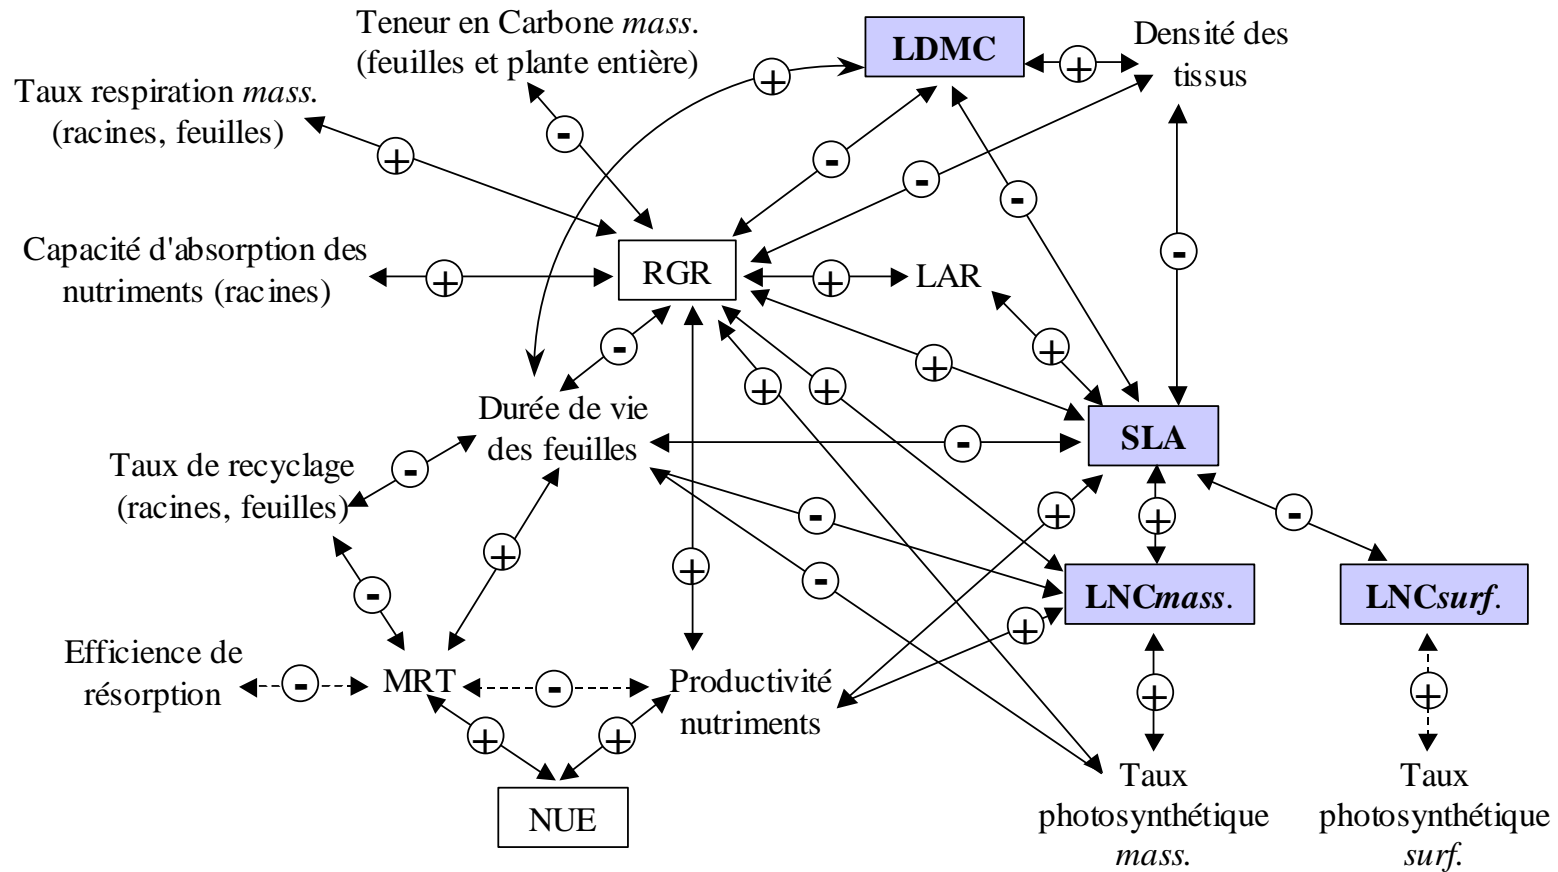 Teneur en Carbone mass.
(feuilles et plante entière)
LDMC
+
Densité des
tissus
+
Taux respiration mass.
(racines, feuilles)
+
-
-
-
-
Capacité d'absorption des
nutriments (racines)
+
RGR
+
LAR
-
-
+
+
+
+
Durée de vie
des feuilles
-
SLA
Taux de recyclage
(racines, feuilles)
-
-
+
+
-
+
+
-
-
LNCmass.
LNCsurf.
+
Efficience de
résorption
-
MRT
-
Productivité
nutriments
+
+
+
+
NUE
Taux
photosynthétique
mass.
Taux
photosynthétique
surf.